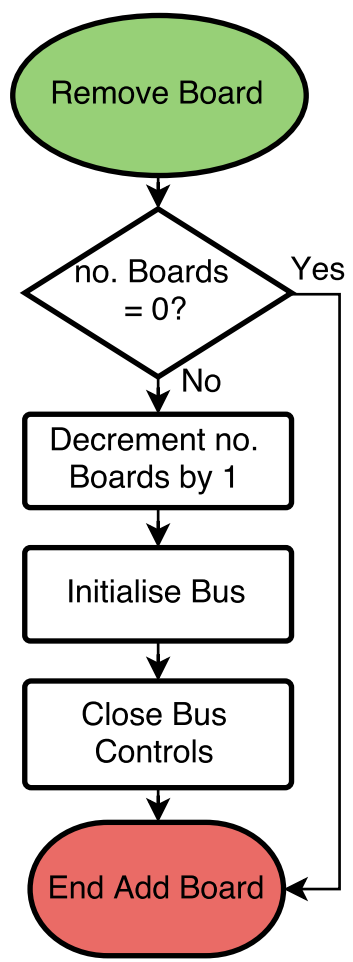 Remove Board
no. Boards
= 0?
Yes
No
Decrement no.
Boards by 1
Initialise Bus
Close Bus
Controls
End Add Board